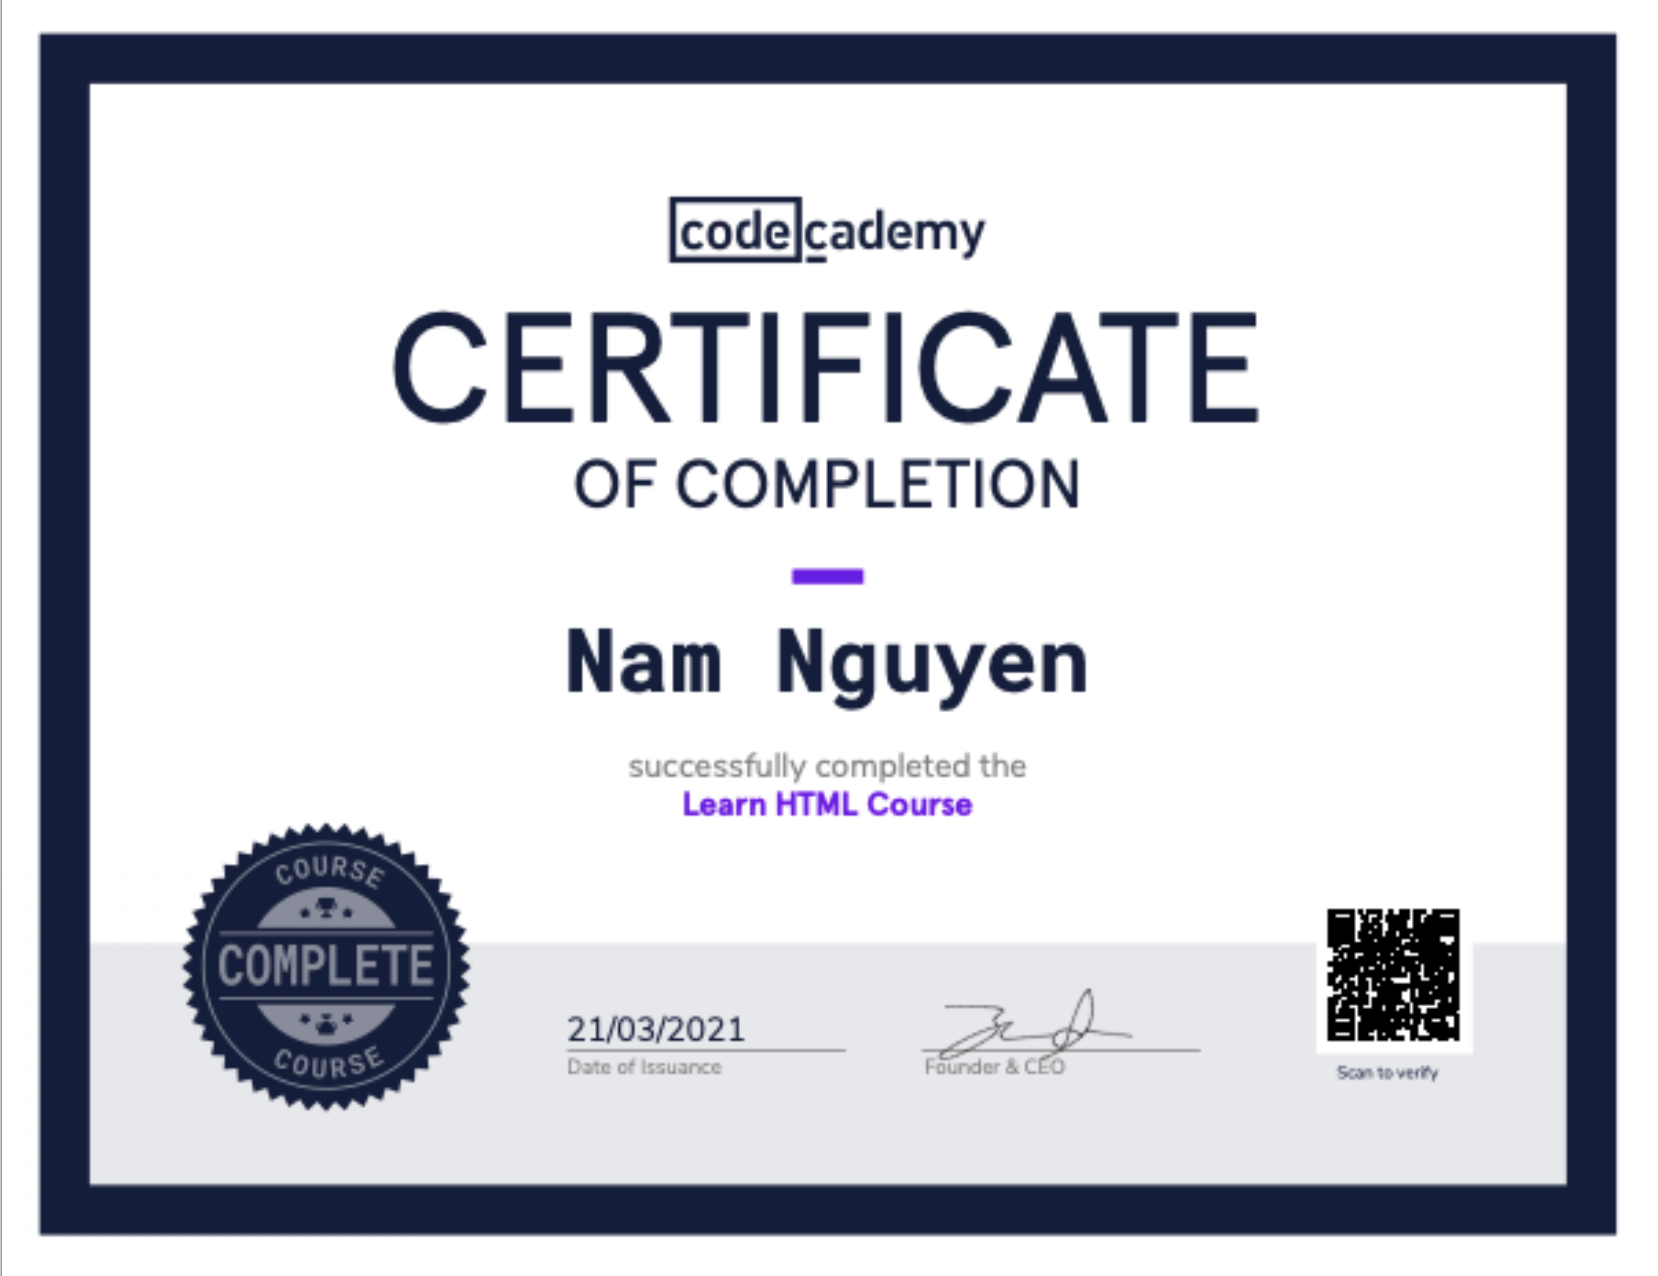 codecademy
CERTIFICATE
OF COMPLETION
Nam Nguyen
successfully completed the
Learn HTML Course
COURSE
COMPLETE
COURSE
21/03/2021
Date of Issuance
Founder & CEO
Scan to verify